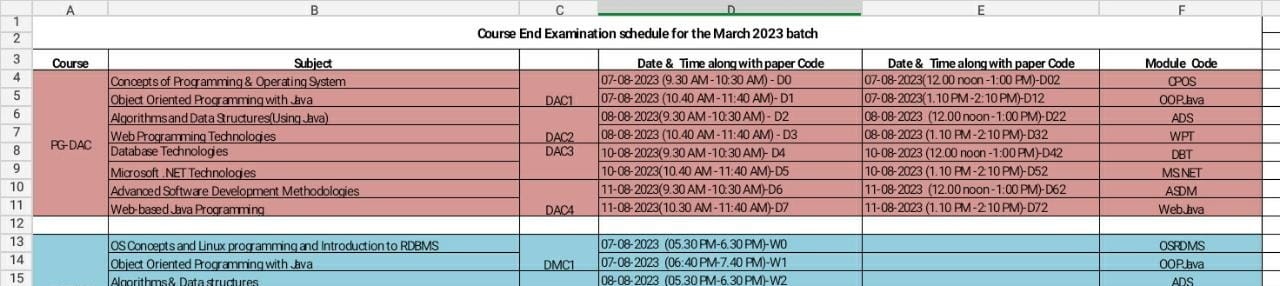 A B C D E F
1
2 Course End Examination schedule for the March 2023 batch
3 Course Subject Date & Time along with paper Code Date & Time along with paper Code Module Code
4 Concepts of Programming & Operating System 07-08-2023 (9.30 AM -10:30 AM) - D0 07-08-2023(12.00 noon -1:00 PM)-D02 CPOS
5 Object Oriented Programming with Java DAC1 07-08-2023 (10.40 AM -11:40 AM)- D1 07-08-2023(1.10 PM -2:10 PM)-D12 OOPJava
6 Algorithms and Data Structures(Using Java) 08-08-2023(9.30 AM -10:30 AM) - D2 08-08-2023 (12.00 noon -1:00 PM)-D22 ADS
7 Web Programming Technologies DAC2 08-08-2023 (10.40 AM -11:40 AM) - D3 08-08-2023 (1.10 PM -2:10 PM)-D32 WPT
PG-DAC
8 Database Technologies DAC3 10-08-2023(9.30 AM -10:30 AM)- D4 10-08-2023 (12.00 noon -1:00 PM)-D42 DBT
9 Microsoft .NET Technologies 10-08-2023(10.40 AM -11:40 AM)-D5 10-08-2023 (1.10 PM -2:10 PM)-D52 MS.NET
10 Advanced Software Development Methodologies 11-08-2023(9.30 AM -10:30 AM)-D6 11-08-2023 (12.00 noon -1:00 PM)-D62 ASDM
11 Web-based Java Programming DAC4 11-08-2023(10.30 AM -11:40 AM)-D7 11-08-2023 (1.10 PM -2:10 PM)-D72 WebJava
12
13 OS Concepts and Linux programming and Introduction to RDBMS 07-08-2023 (05.30 PM-6.30 PM)-W0 OSRDMS
14 Object Oriented Programming with Java DMC1 07-08-2023 (06:40 PM-7.40 PM)-W1 OOPJava
15 Algorithms & Data structures 08-08-2023 (05.30 PM-6.30 PM)-W2 ADS